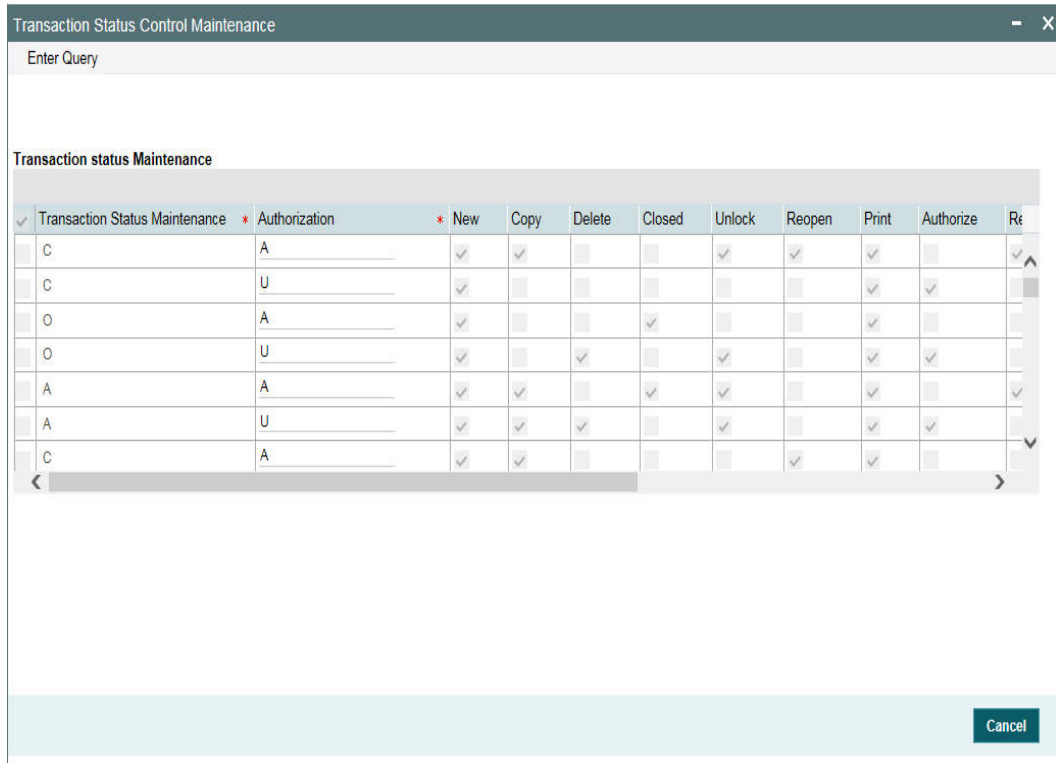 Transaction Status Control Maintenance
Enter Query
Transaction status Maintenance
Transaction Status Maintenance * Authorization * New Copy Delete Closed Unlock Reopen Print Authorize Re
C A
C U
O A
O U
A A
A U
C A
Cancel